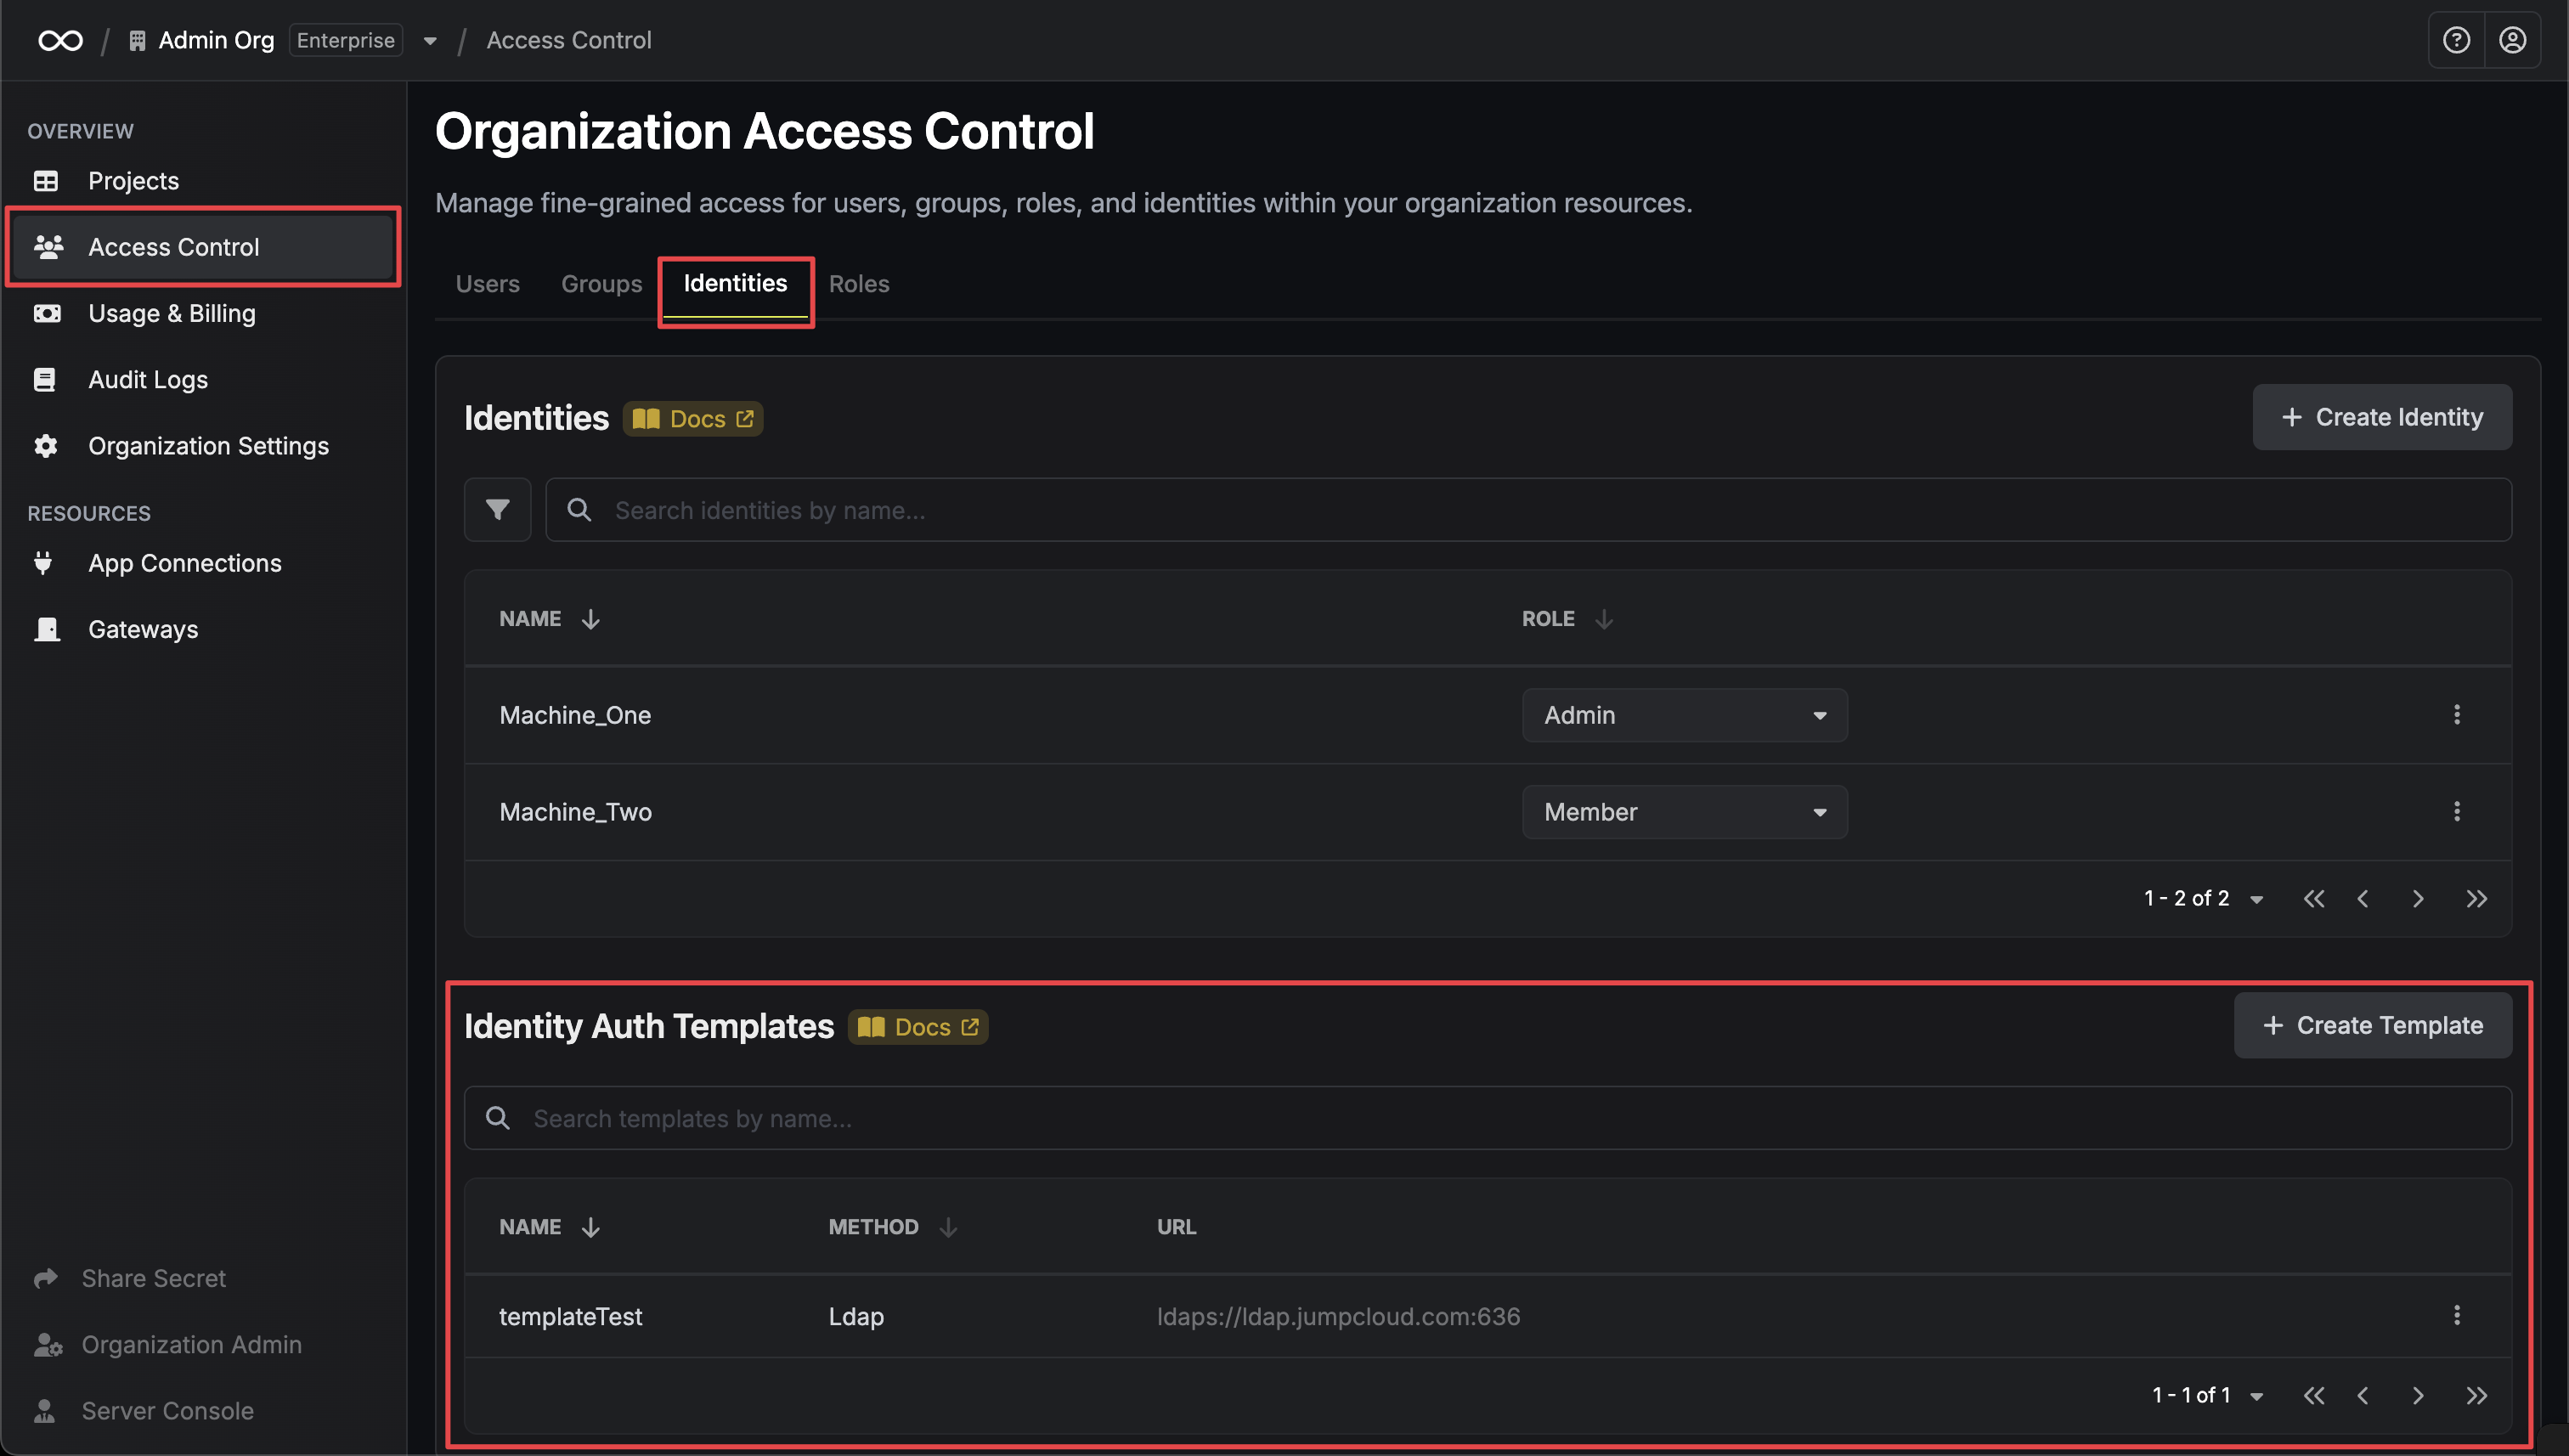 Admin Org Enterprise / Access Control
OVERVIEW
Projects
Access Control
Usage & Billing
Audit Logs
Organization Settings
RESOURCES
App Connections
Gateways
Share Secret
Organization Admin
Server Console
Organization Access Control
Manage fine-grained access for users, groups, roles, and identities within your organization resources.
Users Groups Identities Roles
Identities Docs
+ Create Identity
Search identities by name...
NAME ROLE
Machine_One Admin
Machine_Two Member
1 - 2 of 2
Identity Auth Templates Docs
+ Create Template
Search templates by name...
NAME METHOD URL
templateTest Ldap ldaps://ldap.jumpcloud.com:636
1 - 1 of 1